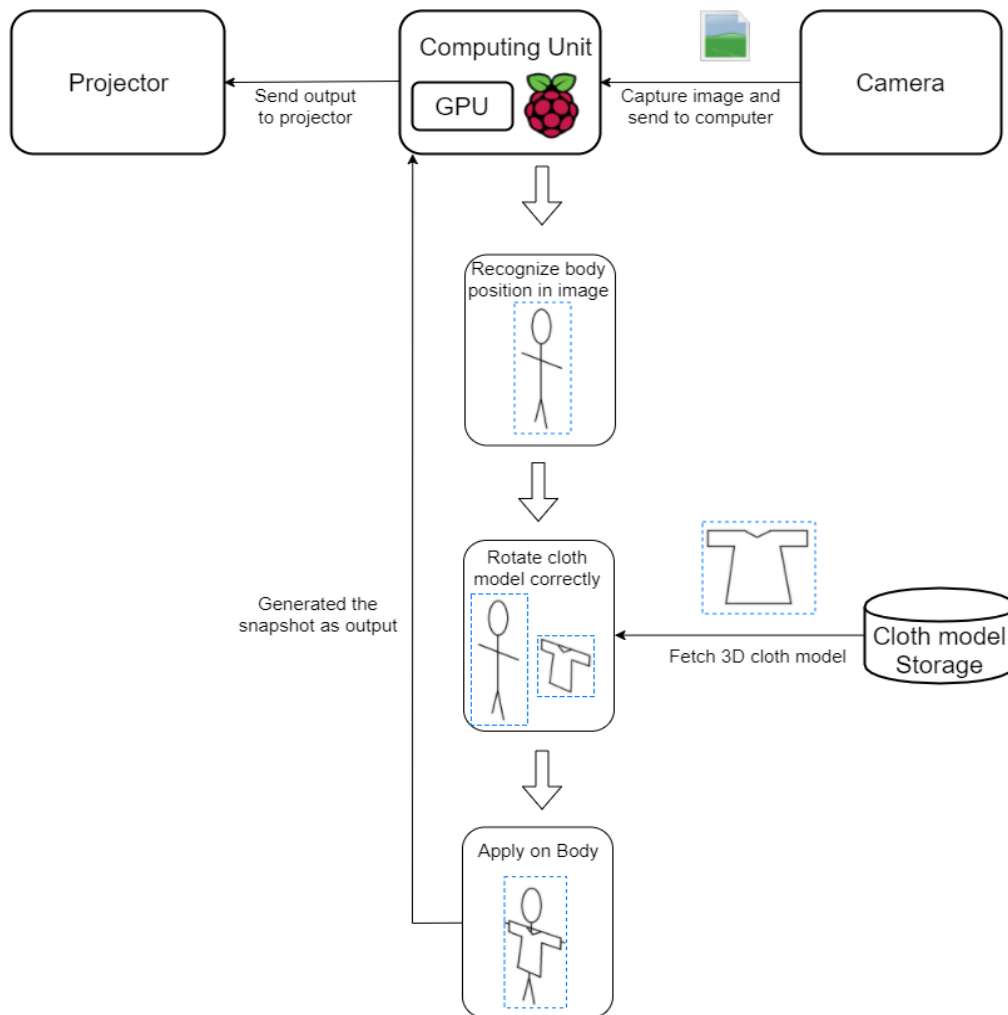 Projector
Send output
to projector
Computing Unit
GPU
Capture image and
send to computer
Camera
Recognize body
position in image
Rotate cloth
model correctly
Generated the
snapshot as output
Fetch 3D cloth model
Cloth model
Storage
Apply on Body